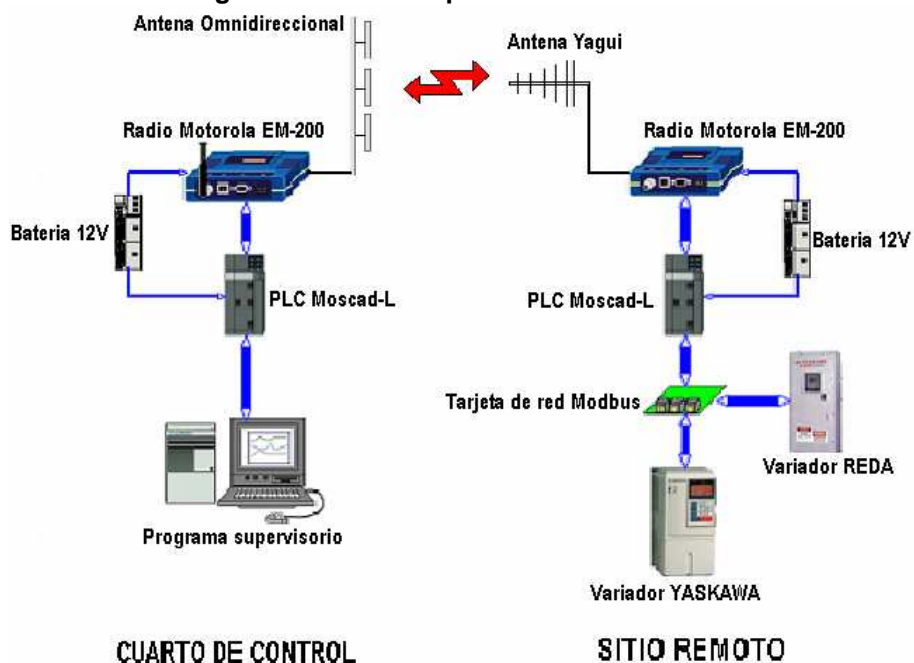 Antena Omnidireccional
Antena Yagui
Radio Motorola EM-200
Radio Motorola EM-200
Bateria 12V
Bateria 12V
PLC Moscad-L
PLC Moscad-L
Tarjeta de red Modbus
Variador REDA
Programa supervisorio
Variador YASKAWA
CUARTO DE CONTROL
SITIO REMOTO